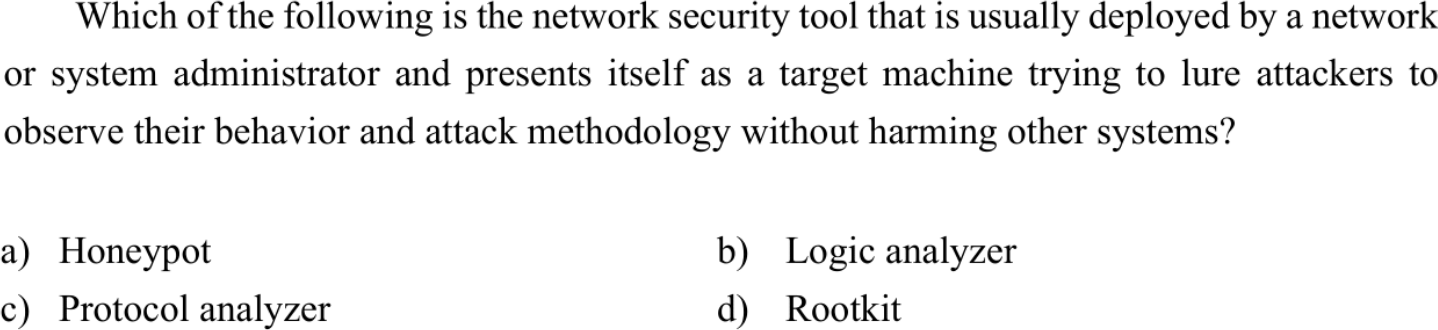 Which of the following is the network security tool that is usually deployed by a network
or system administrator and presents itself as a target machine trying to lure attackers to
observe their behavior and attack methodology without harming other systems?
a) Honeypot b) Logic analyzer
c) Protocol analyzer d) Rootkit